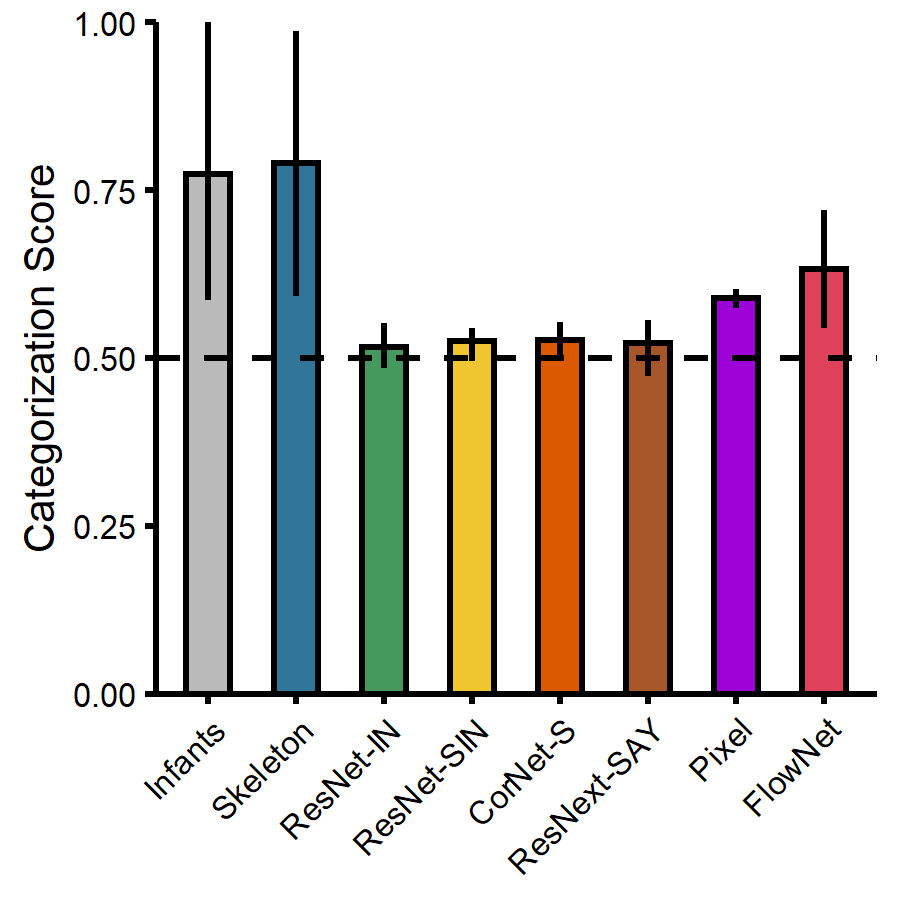 Categorization Score
1.00
0.75
0.50
0.25
0.00
Infants
Skeleton
ResNet-IN
ResNet-SIN
CorNet-S
ResNext-SAY
Pixel
FlowNet